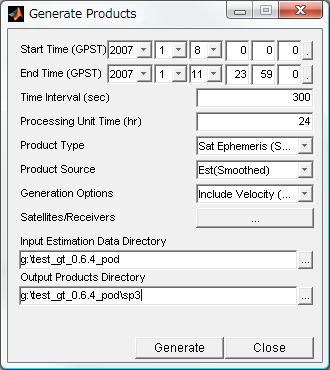 Generate Products
Start Time (GPST) 2007 1 8 0 0 0 .
End Time (GPST) 2007 1 11 23 59 0 .
Time Interval (sec) 300
Processing Unit Time (hr) 24
Product Type Sat Ephemeris (S...
Product Source Est(Smoothed)
Generation Options Include Velocity (...
Satellites/Receivers ...
Input Estimation Data Directory
g:\test_gt_0.6.4_pod ...
Output Products Directory
g:\test_gt_0.6.4_pod\sp3 ...
Generate Close